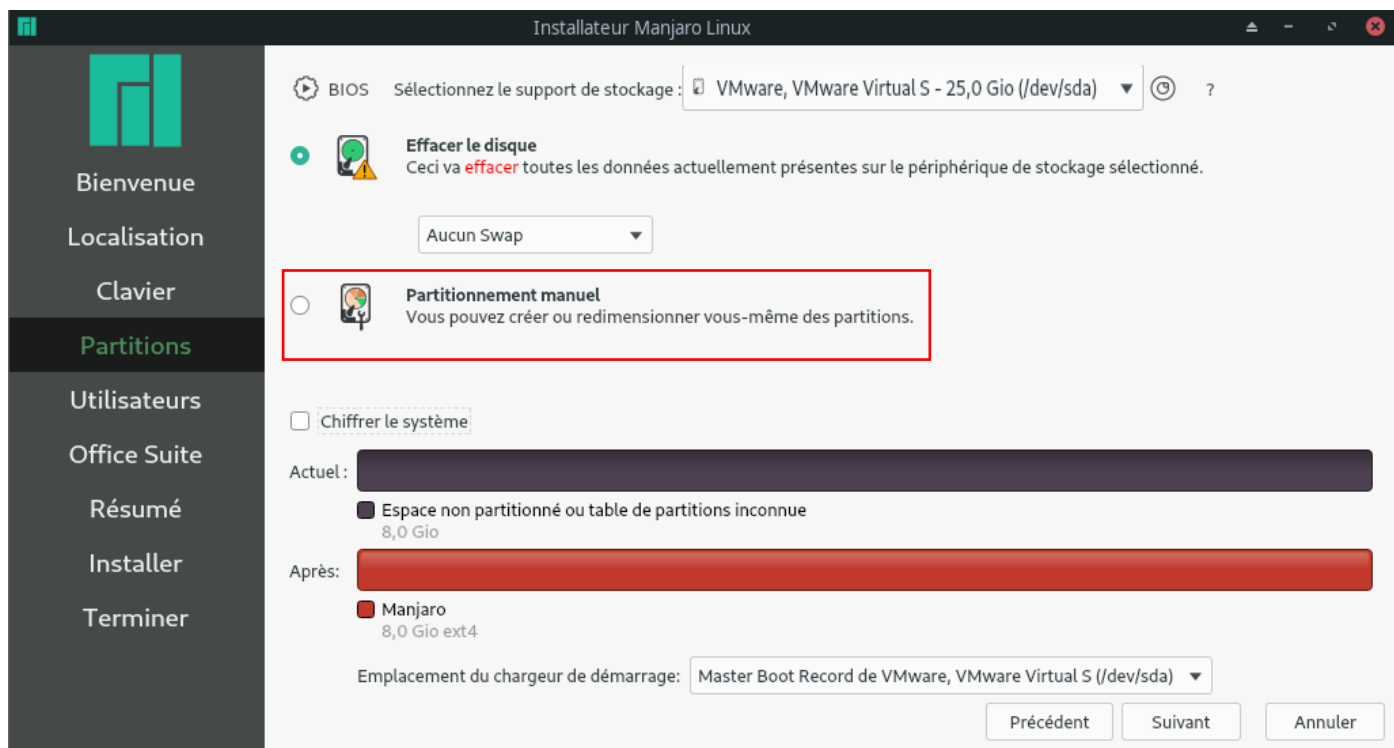 Installateur Manjaro Linux
BIOS Sélectionnez le support de stockage : VMware, VMware Virtual S - 25,0 Gio (/dev/sda) ?
Effacer le disque
Ceci va effacer toutes les données actuellement présentes sur le périphérique de stockage sélectionné.
Aucun Swap
Partitionnement manuel
Vous pouvez créer ou redimensionner vous-même des partitions.
Chiffrer le système
Actuel :
Espace non partitionné ou table de partitions inconnue
8,0 Gio
Après:
Manjaro
8,0 Gio ext4
Emplacement du chargeur de démarrage: Master Boot Record de VMware, VMware Virtual S (/dev/sda)
Précédent Suivant Annuler
Bienvenue
Localisation
Clavier
Partitions
Utilisateurs
Office Suite
Résumé
Installer
Terminer